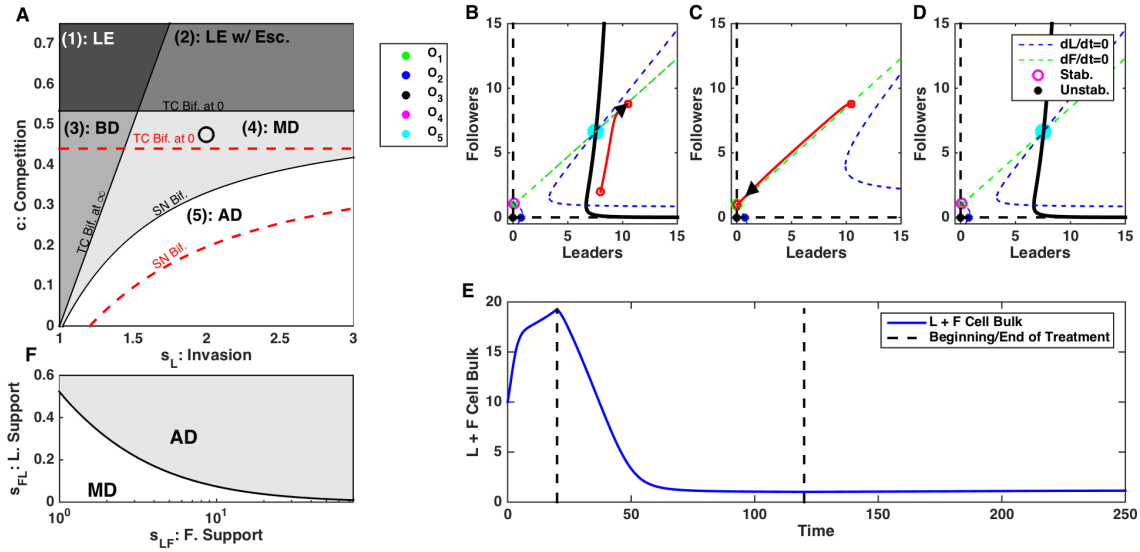 A
0.7
0.6
0.5
0.4
0.3
0.2
0.1
0
c: Competition
(1): LE
(2): LE w/ Esc.
TC Bif. at 0
(3): BD
TC Bif. at 0
(4): MD
TC Bif. at ∞
SN Bif.
(5): AD
SN Bif.
1
1.5
2
2.5
3
s_L: Invasion
O_1
O_2
O_3
O_4
O_5
B
15
10
5
0
Followers
0
5
10
15
Leaders
C
15
10
5
0
Followers
0
5
10
15
Leaders
D
15
10
5
0
Followers
dL/dt=0
dF/dt=0
Stab.
Unstab.
0
5
10
15
Leaders
E
20
15
10
5
0
L + F Cell Bulk
L + F Cell Bulk
Beginning/End of Treatment
0
50
100
150
200
250
Time
F
0.6
0.4
0.2
0
s_FL: L. Support
AD
MD
10^0
10^1
s_LF: F. Support